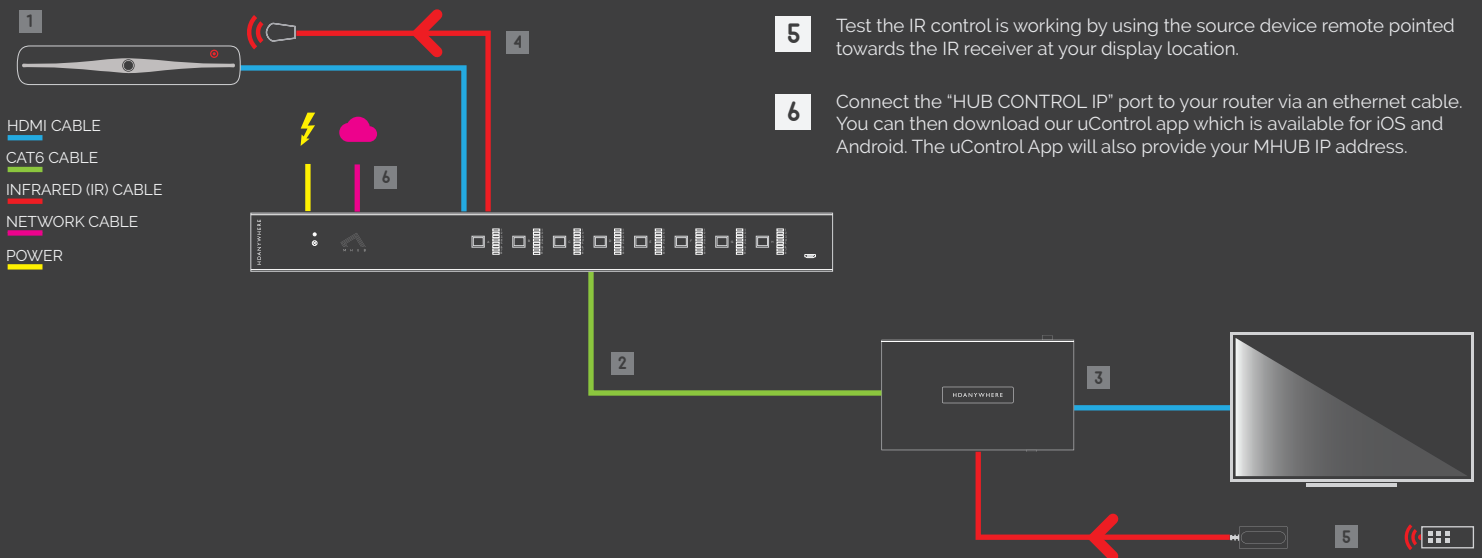 1
4
HDMI CABLE
CAT6 CABLE
INFRARED (IR) CABLE
NETWORK CABLE
POWER
6
HDANYWHERE
MHUB
2
HDANYWHERE
3
5
5
Test the IR control is working by using the source device remote pointed
towards the IR receiver at your display location.
6
Connect the “HUB CONTROL IP” port to your router via an ethernet cable.
You can then download our uControl app which is available for iOS and
Android. The uControl App will also provide your MHUB IP address.